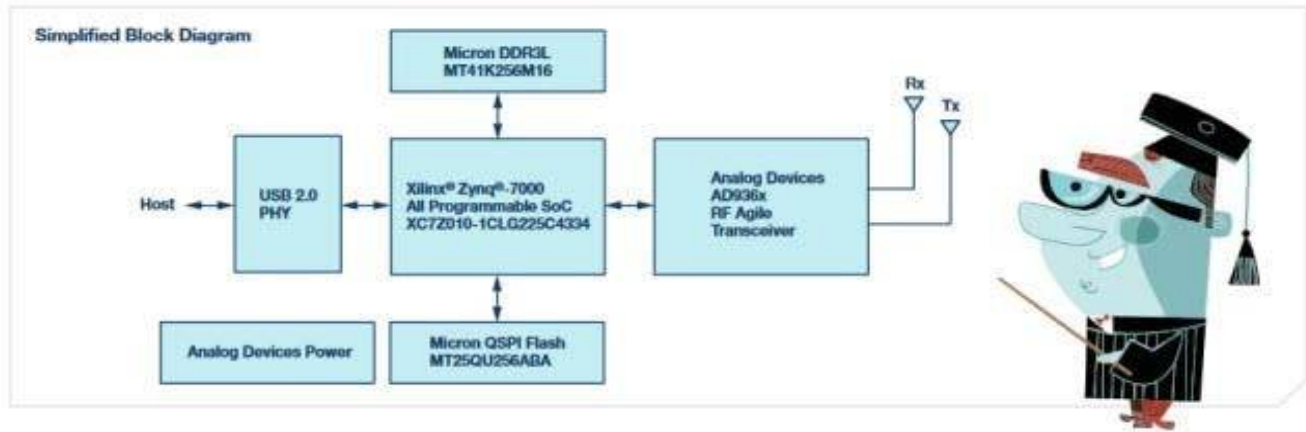 Simplified Block Diagram
Micron DDR3L
MT41K256M16
Rx
Tx
Host
USB 2.0
PHY
Xilinx® Zynq®-7000
All Programmable SoC
XC7Z010-1CLG225C4334
Analog Devices
AD936x
RF Agile
Transceiver
Analog Devices Power
Micron QSPI Flash
MT25QU256ABA